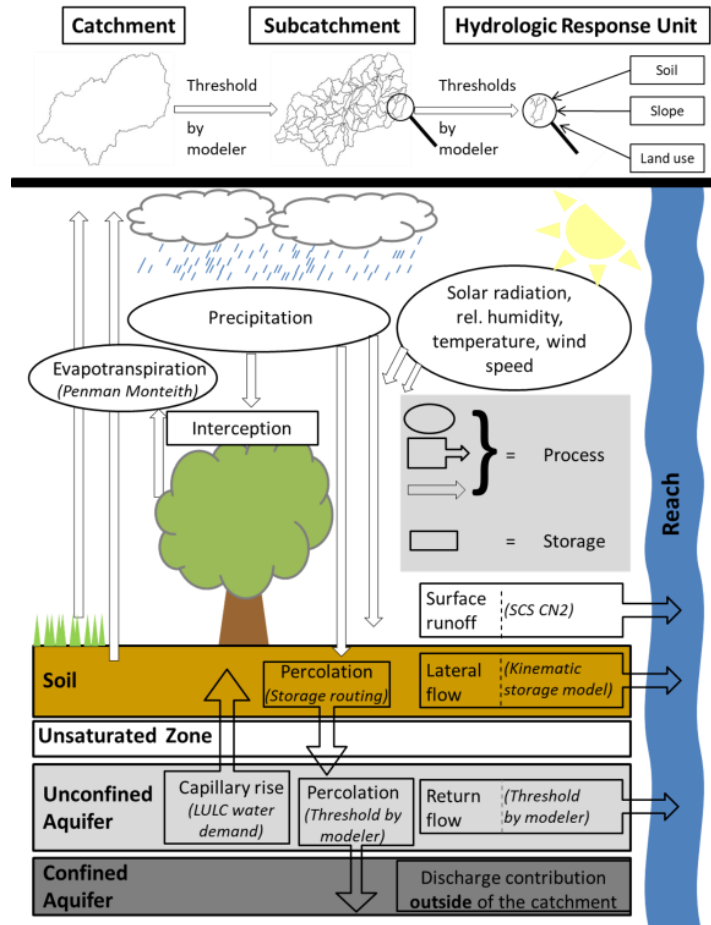 Catchment
Subcatchment
Hydrologic Response Unit
Threshold
by
modeler
Thresholds
by
modeler
Soil
Slope
Land use
Precipitation
Solar radiation,
rel. humidity,
temperature, wind
speed
Evapotranspiration
(Penman Monteith)
Interception
= Process
= Storage
Reach
Surface
runoff
(SCS CN2)
Soil
Percolation
(Storage routing)
Lateral
flow
(Kinematic
storage model)
Unsaturated Zone
Unconfined
Aquifer
Capillary rise
(LULC water
demand)
Percolation
(Threshold by
modeler)
Return
flow
(Threshold
by modeler)
Confined
Aquifer
Discharge contribution
outside of the catchment